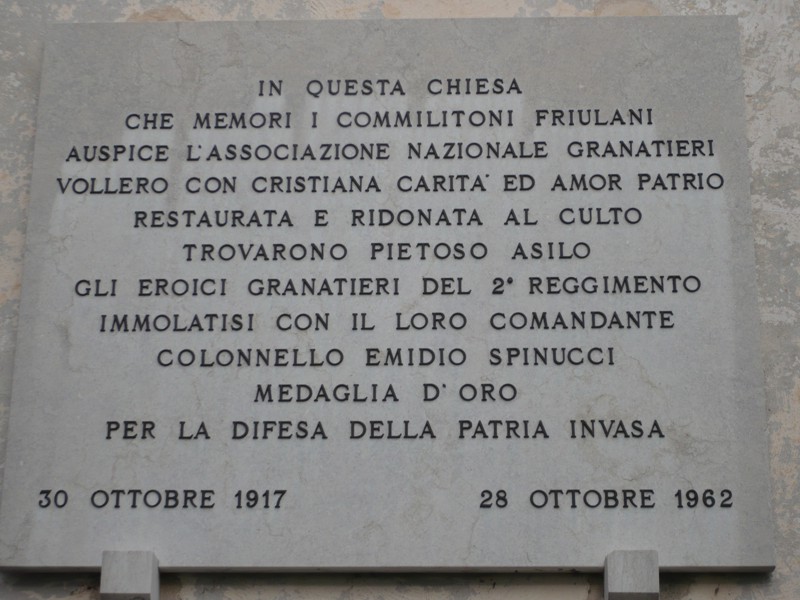 IN QUESTA CHIESA
CHE MEMORI I COMMILITONI FRIULANI
AUSPICE L'ASSOCIAZIONE NAZIONALE GRANATIERI
VOLLERO CON CRISTIANA CARITA' ED AMOR PATRIO
RESTAURATA E RIDONATA AL CULTO
TROVARONO PIETOSO ASILO
GLI EROICI GRANATIERI DEL 2° REGGIMENTO
IMMOLATISI CON IL LORO COMANDANTE
COLONNELLO EMIDIO SPINUCCI
MEDAGLIA D'ORO
PER LA DIFESA DELLA PATRIA INVASA
30 OTTOBRE 1917 28 OTTOBRE 1962